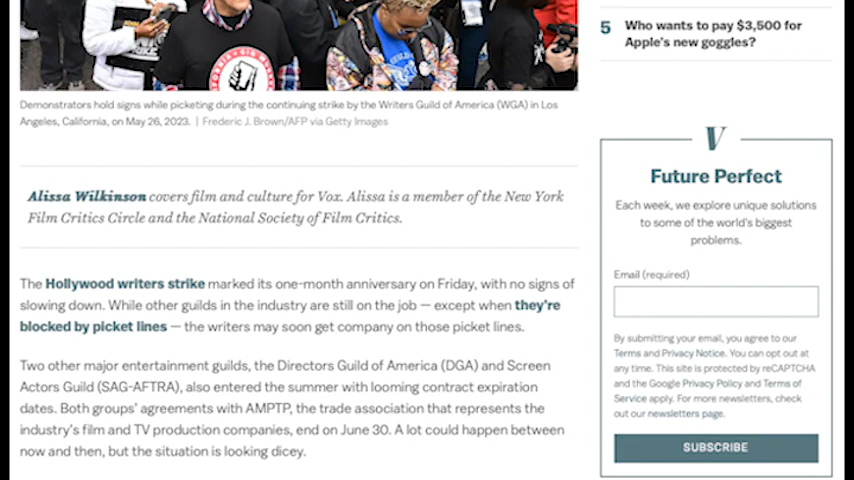 5 Who wants to pay $3,500 for
Apple's new goggles?
Demonstrators hold signs while picketing during the continuing strike by the Writers Guild of America (WGA) in Los
Angeles, California, on May 26, 2023. | Frederic J. Brown/AFP via Getty Images
Alissa Wilkinson covers film and culture for Vox. Alissa is a member of the New York
Film Critics Circle and the National Society of Film Critics.
The Hollywood writers strike marked its one-month anniversary on Friday, with no signs of
slowing down. While other guilds in the industry are still on the job — except when they're
blocked by picket lines — the writers may soon get company on those picket lines.
Two other major entertainment guilds, the Directors Guild of America (DGA) and Screen
Actors Guild (SAG-AFTRA), also entered the summer with looming contract expiration
dates. Both groups' agreements with AMPTP, the trade association that represents the
industry's film and TV production companies, end on June 30. A lot could happen between
now and then, but the situation is looking dicey.
V
Future Perfect
Each week, we explore unique solutions
to some of the world's biggest
problems.
Email (required)
By submitting your email, you agree to our
Terms and Privacy Notice. You can opt out at
any time. This site is protected by reCAPTCHA
and the Google Privacy Policy and Terms of
Service apply. For more newsletters, check
out our newsletters page.
SUBSCRIBE